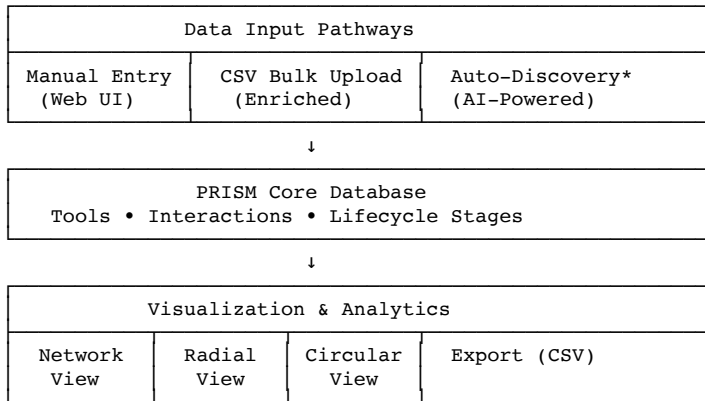 Data Input Pathways
Manual Entry CSV Bulk Upload Auto-Discovery*
(Web UI) (Enriched) (AI-Powered)
↓
PRISM Core Database
Tools • Interactions • Lifecycle Stages
↓
Visualization & Analytics
Network Radial Circular Export (CSV)
View View View